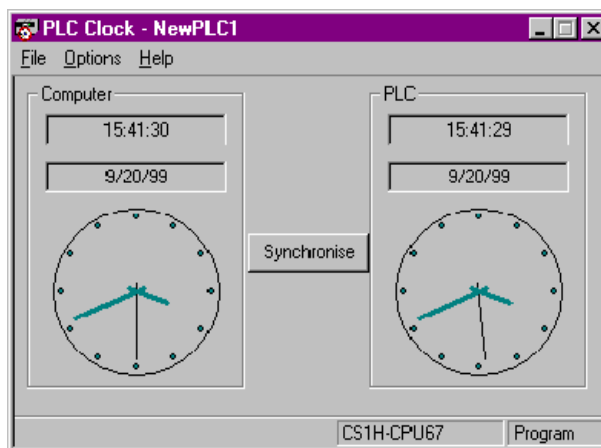 PLC Clock - NewPLC1
File Options Help
Computer
15:41:30
9/20/99
Synchronise
PLC
15:41:29
9/20/99
CS1H-CPU67 Program